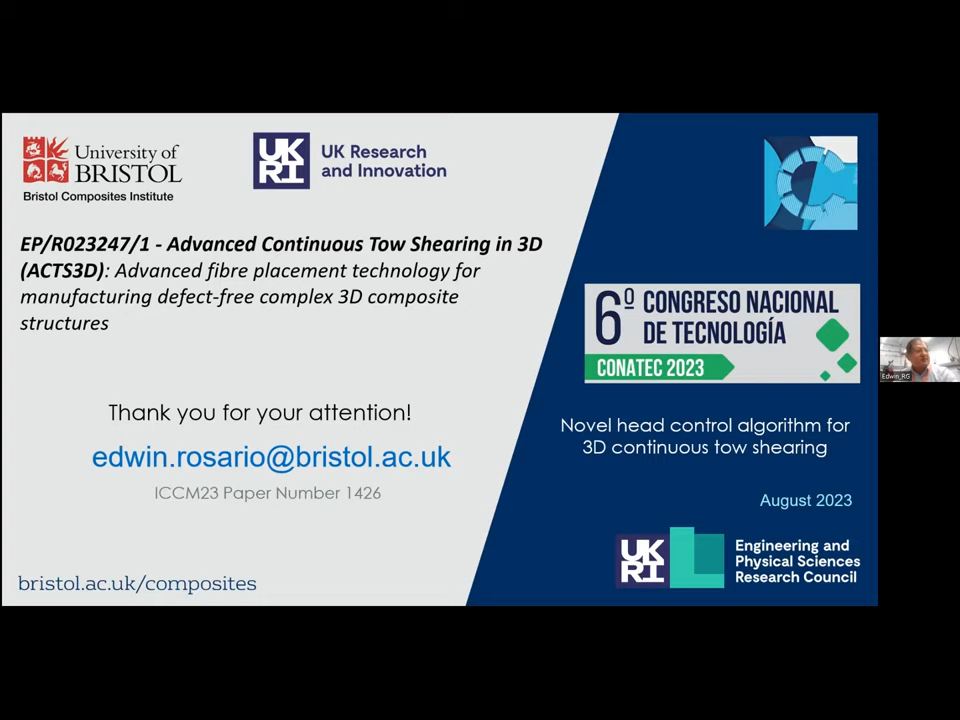 University of
BRISTOL
Bristol Composites Institute
UK
RI
UK Research
and Innovation
EP/R023247/1 - Advanced Continuous Tow Shearing in 3D
(ACTS3D): Advanced fibre placement technology for
manufacturing defect-free complex 3D composite
structures
Thank you for your attention!
edwin.rosario@bristol.ac.uk
ICCM23 Paper Number 1426
bristol.ac.uk/composites
6º CONGRESO NACIONAL
DE TECNOLOGÍA
CONATEC 2023
Novel head control algorithm for
3D continuous tow shearing
August 2023
UK
RI
Engineering and
Physical Sciences
Research Council
Edwin_RG